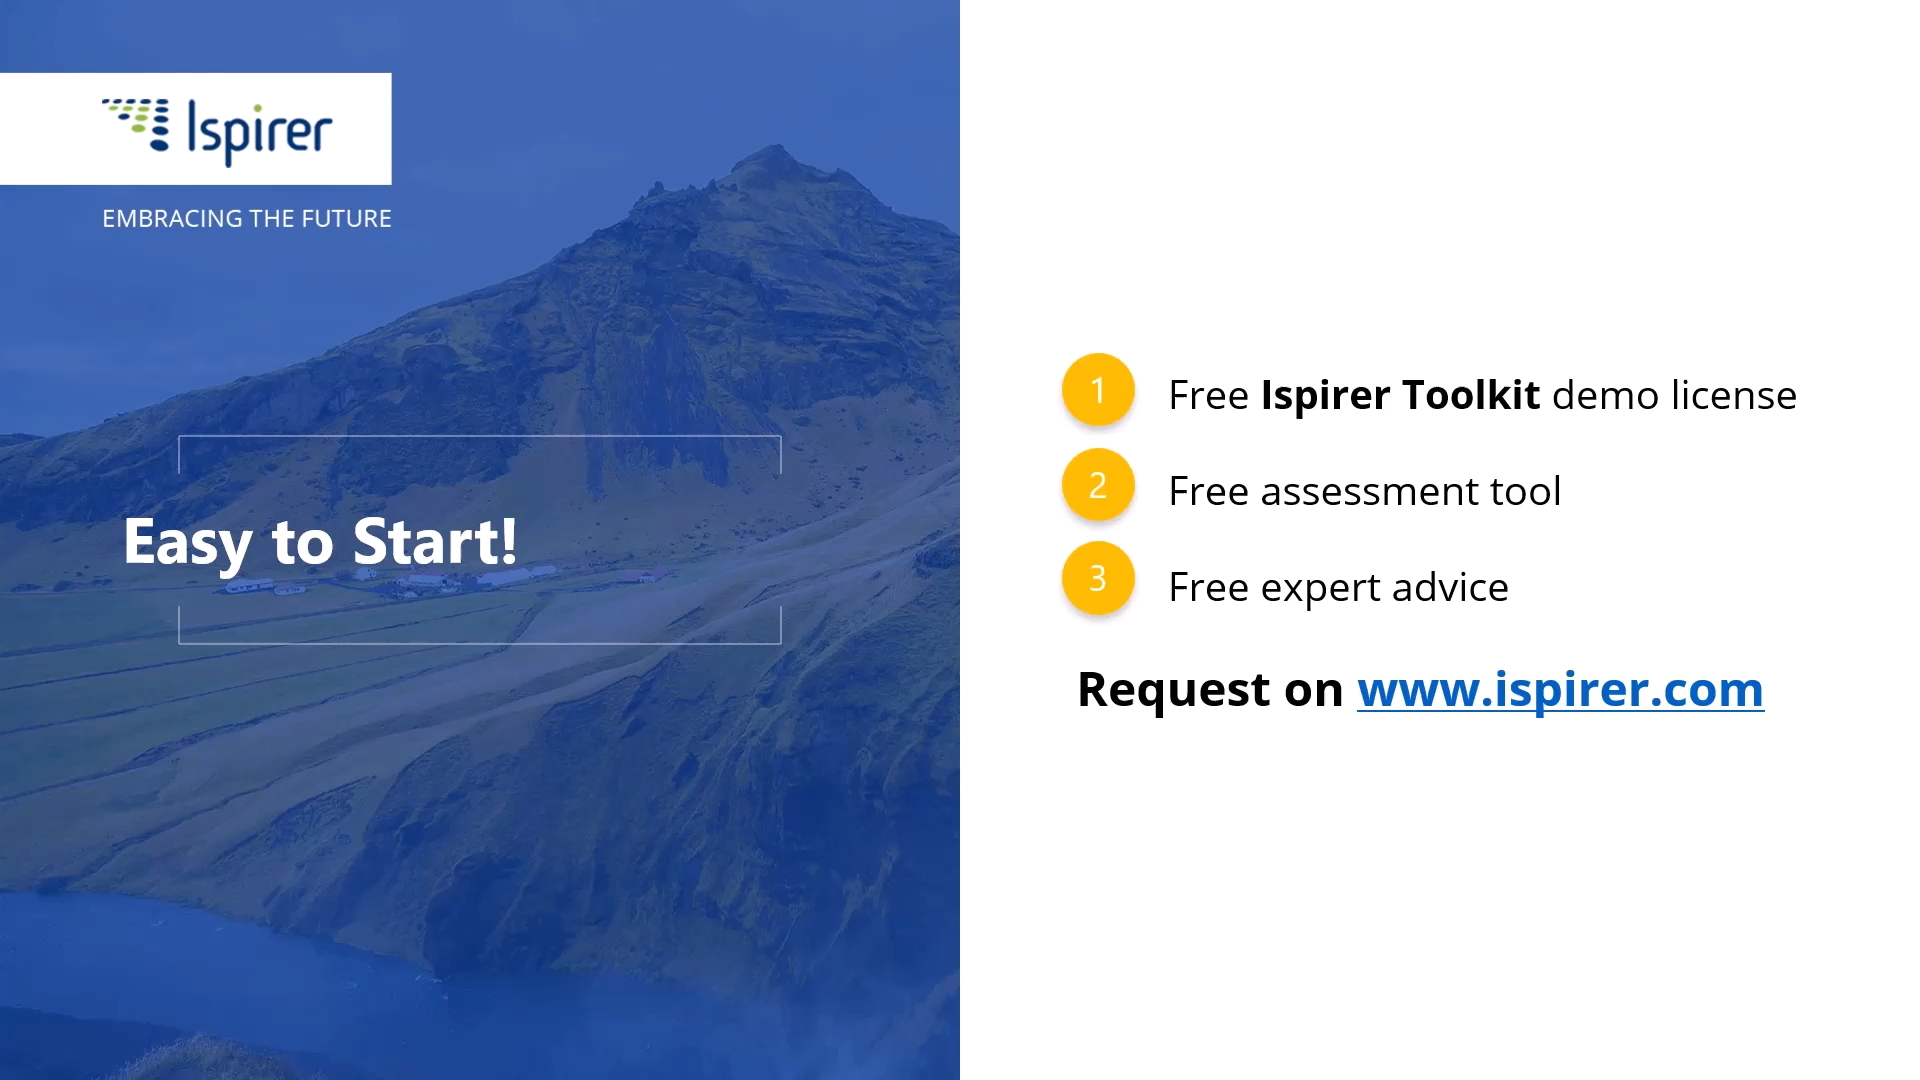 Ispirer
EMBRACING THE FUTURE
Easy to Start!
1 Free Ispirer Toolkit demo license
2 Free assessment tool
3 Free expert advice
Request on www.ispirer.com